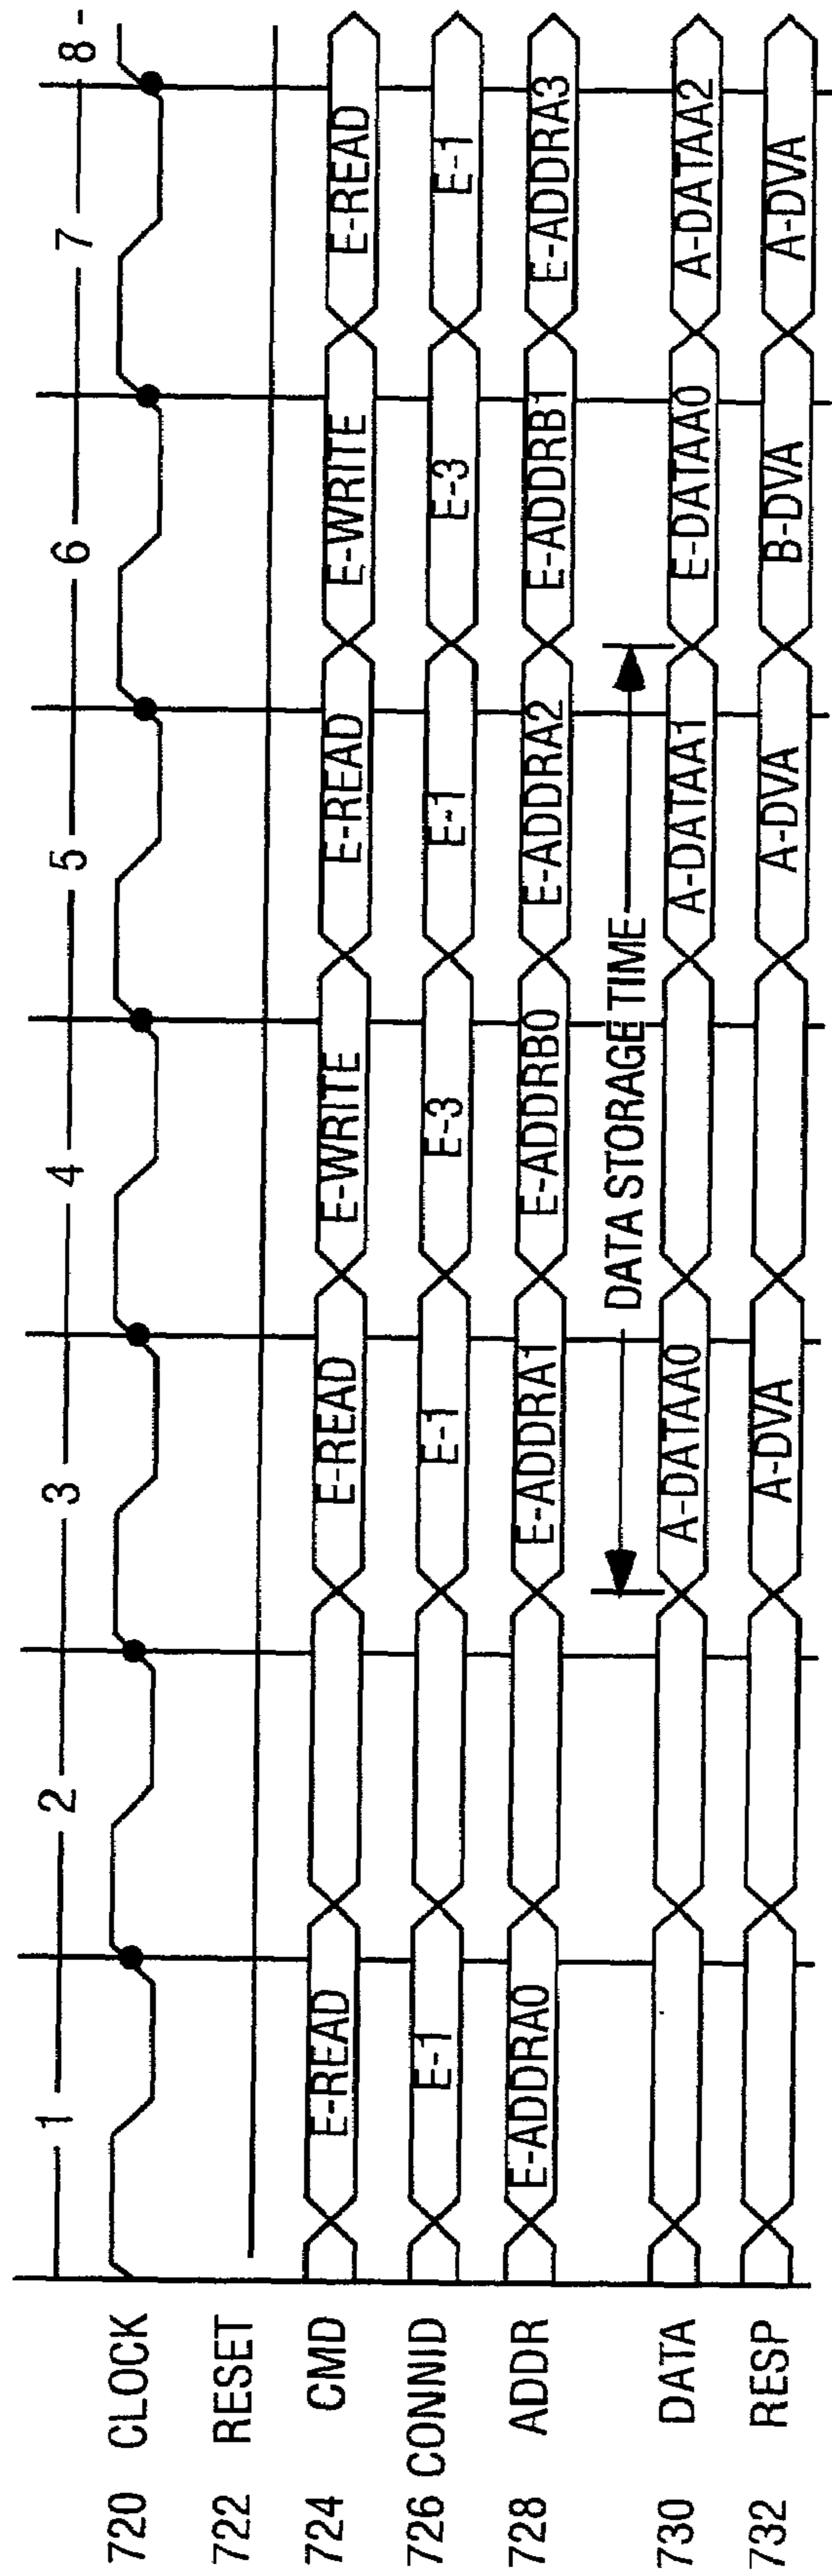 1 2 3 4 5 6 7 8
720 CLOCK
722 RESET
724 CMD E-READ E-READ E-WRITE E-READ E-WRITE E-READ
726 CONNID E-1 E-1 E-3 E-1 E-3 E-1
728 ADDR E-ADDRA0 E-ADDRA1 E-ADDRB0 E-ADDRA2 E-ADDRB1 E-ADDRA3
DATA STORAGE TIME
730 DATA A-DATAA0 A-DATAA1 E-DATAA0 A-DATAA2
732 RESP A-DVA A-DVA B-DVA A-DVA